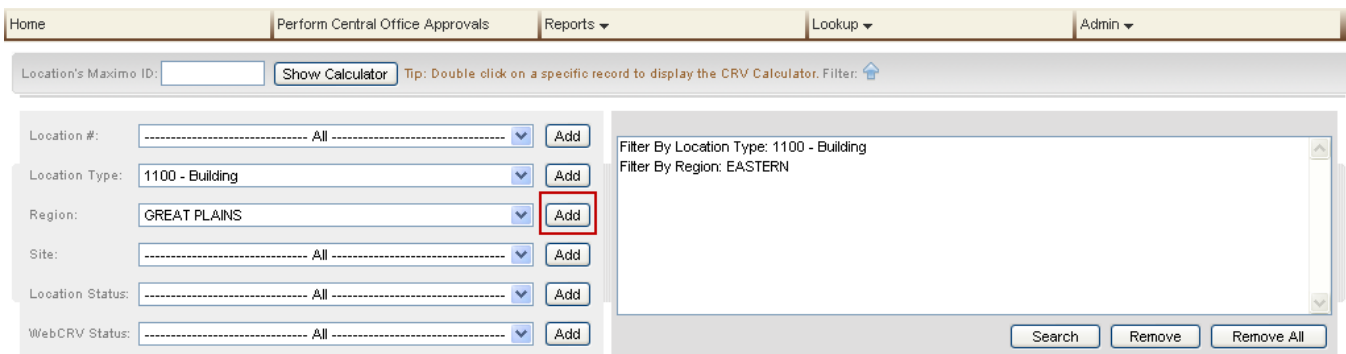 Home Perform Central Office Approvals Reports Lookup Admin
Location's Maximo ID: Show Calculator Tip: Double click on a specific record to display the CRV Calculator. Filter:
Location #: ------------------------------- All --------------------------------- Add
Location Type: 1100 - Building Add
Region: GREAT PLAINS Add
Site: ------------------------------- All --------------------------------- Add
Location Status: ------------------------------- All --------------------------------- Add
WebCRV Status: ------------------------------- All --------------------------------- Add
Filter By Location Type: 1100 - Building
Filter By Region: EASTERN
Search Remove Remove All